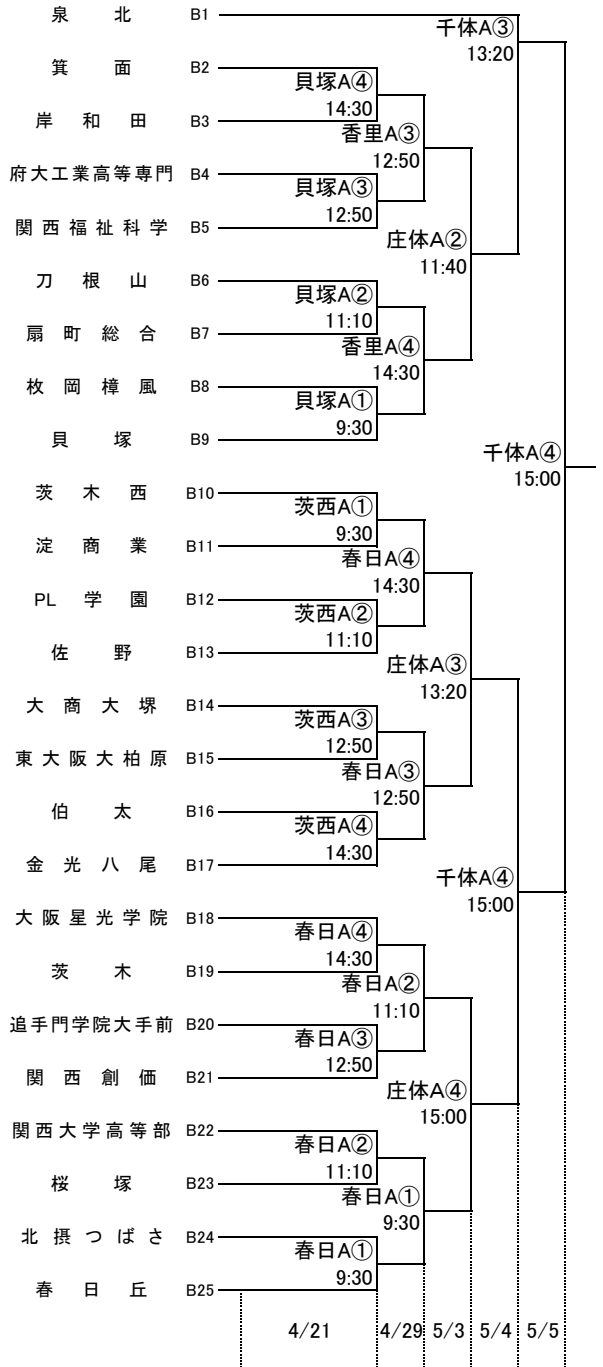 泉北 B1
千体A③
13:20
箕面 B2
貝塚A④
14:30
岸和田 B3
香里A③
12:50
府大工業高等専門 B4
貝塚A③
12:50
関西福祉科学 B5
庄体A②
11:40
刀根山 B6
貝塚A②
11:10
扇町総合 B7
香里A④
14:30
枚岡樟風 B8
貝塚A①
9:30
貝塚 B9
千体A④
15:00
茨木西 B10
茨西A①
9:30
淀商業 B11
春日A④
14:30
PL学園 B12
茨西A②
11:10
佐野 B13
庄体A③
13:20
大商大堺 B14
茨西A③
12:50
東大阪大柏原 B15
春日A③
12:50
伯太 B16
茨西A④
14:30
金光八尾 B17
千体A④
15:00
大阪星光学院 B18
春日A④
14:30
茨木 B19
春日A②
11:10
追手門学院大手前 B20
春日A③
12:50
関西創価 B21
庄体A④
15:00
関西大学高等部 B22
春日A②
11:10
桜塚 B23
春日A①
9:30
北摂つばさ B24
春日A①
9:30
春日丘 B25
4/21 4/29 5/3 5/4 5/5